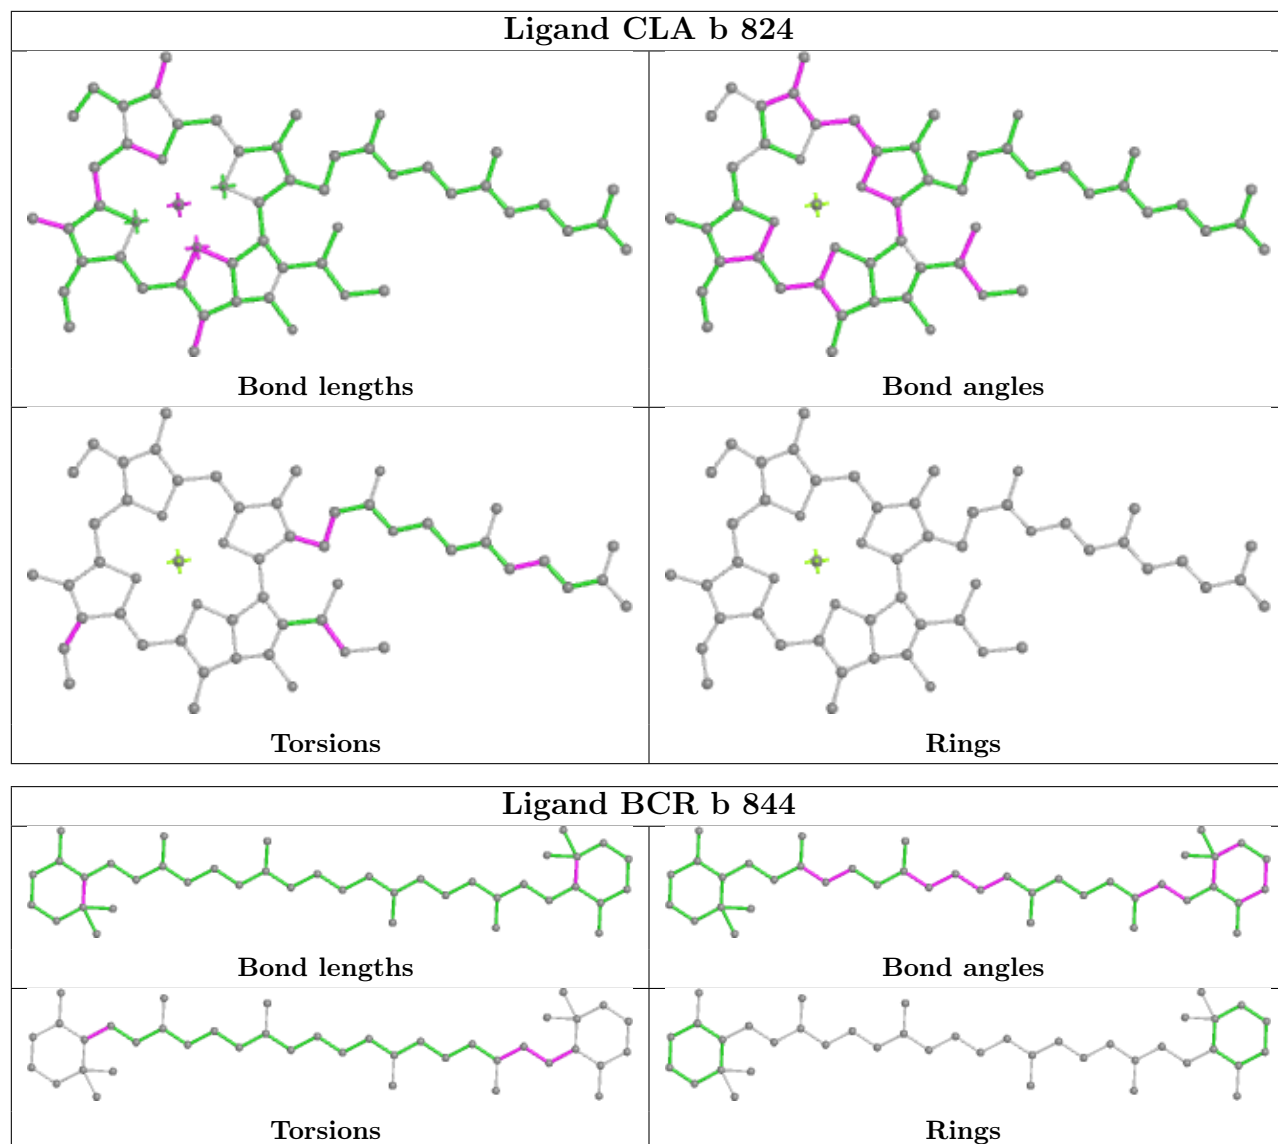 Ligand CLA b 824
Bond lengths
Bond angles
Torsions
Rings
Ligand BCR b 844
Bond lengths
Bond angles
Torsions
Rings